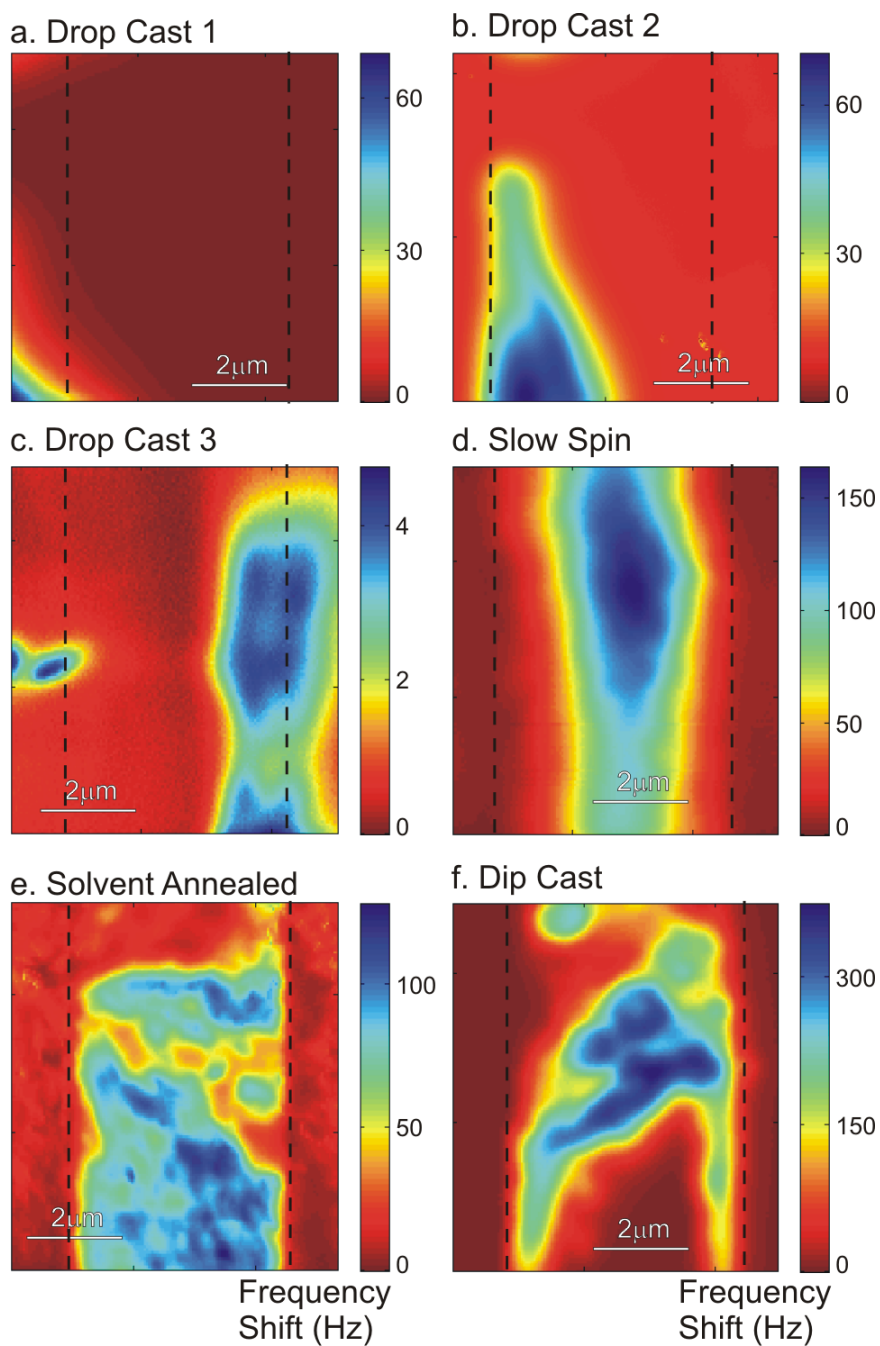 a. Drop Cast 1
60
30
0
2μm
b. Drop Cast 2
60
30
0
2μm
c. Drop Cast 3
4
2
0
2μm
d. Slow Spin
150
100
50
0
2μm
e. Solvent Annealed
100
50
0
2μm
Frequency
Shift (Hz)
f. Dip Cast
300
150
0
2μm
Frequency
Shift (Hz)